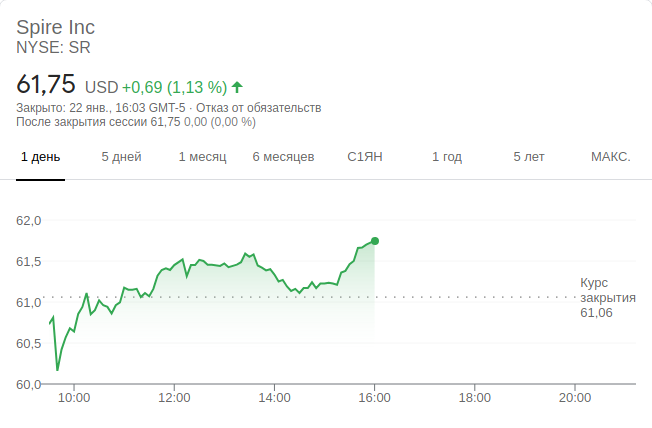 Spire Inc
NYSE: SR
61,75 USD +0,69 (1,13 %)
Закрыто: 22 янв., 16:03 GMT-5 · Отказ от обязательств
После закрытия сессии 61,75 0,00 (0,00 %)
1 день 5 дней 1 месяц 6 месяцев С1ЯН 1 год 5 лет МАКС.
62,0
61,5
61,0
60,5
60,0
Курс
закрытия
61,06
10:00 12:00 14:00 16:00 18:00 20:00